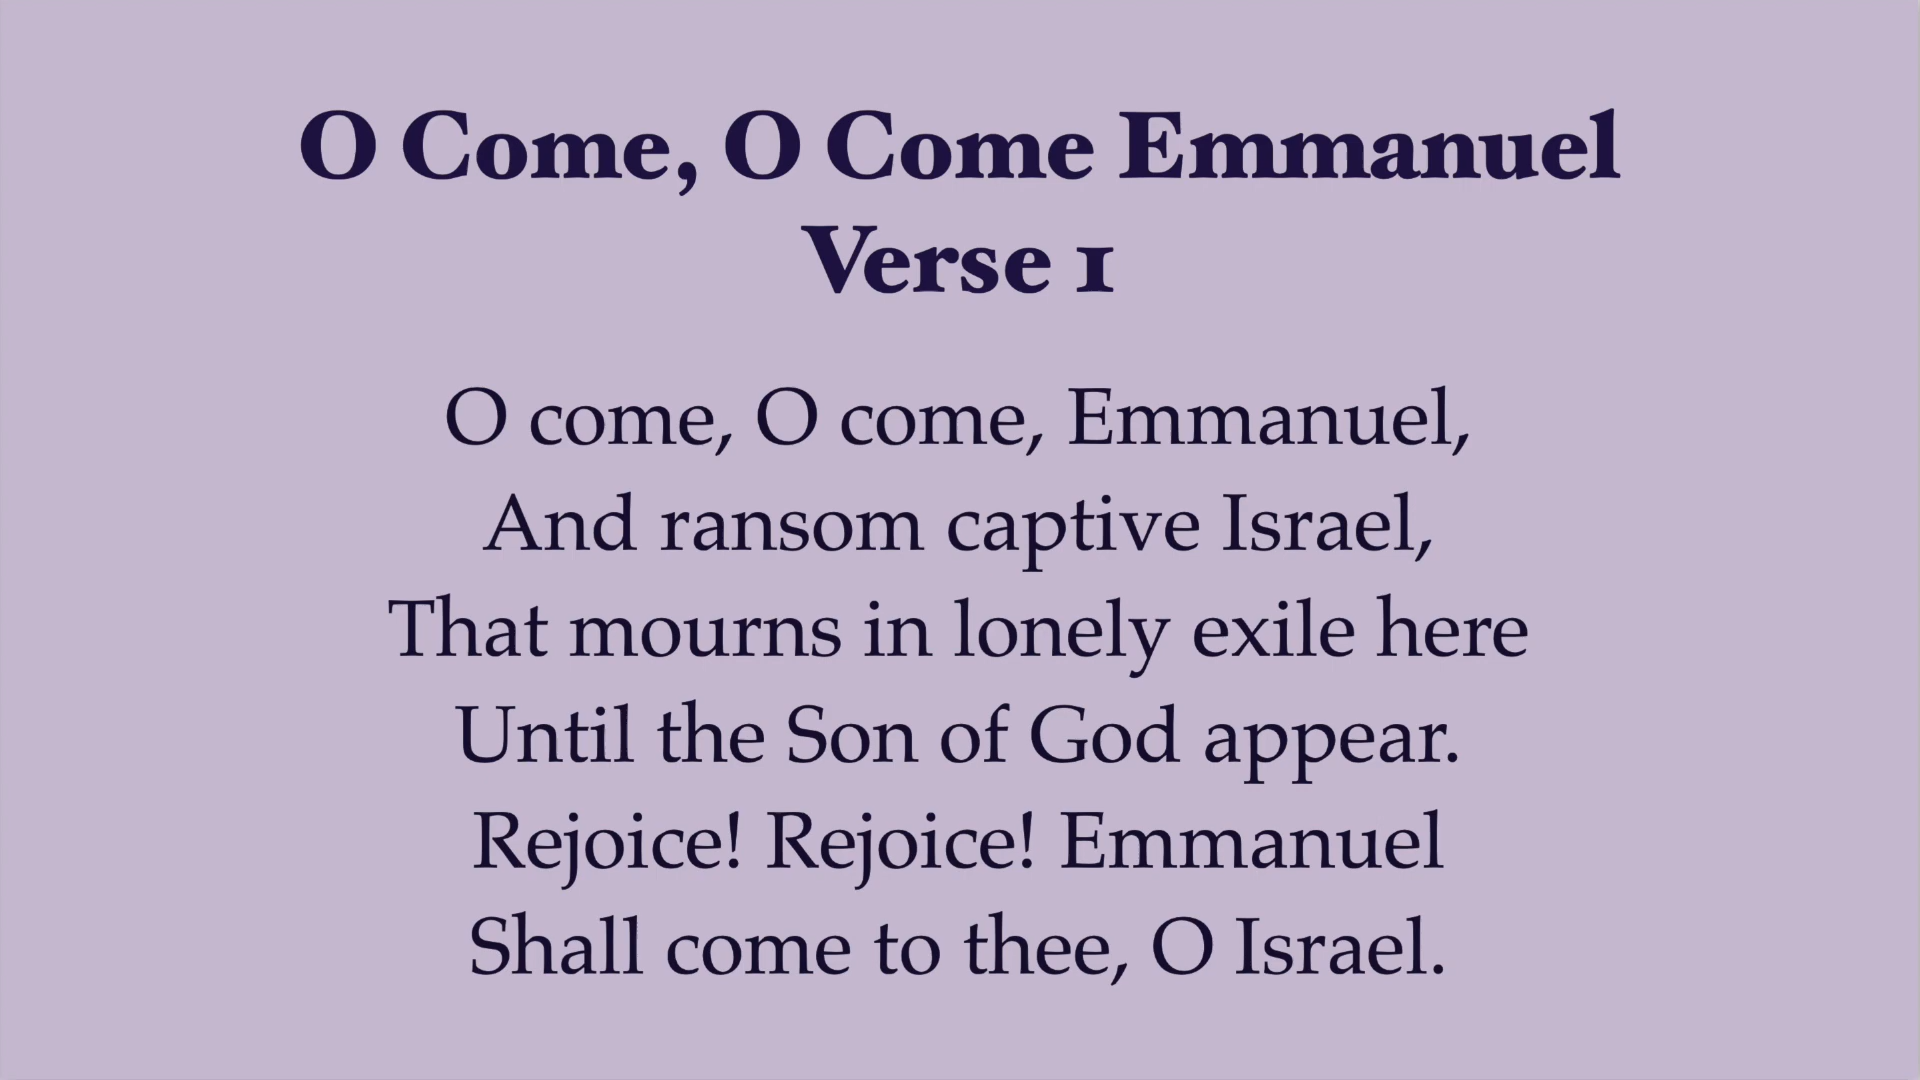 O Come, O Come Emmanuel
Verse 1
O come, O come, Emmanuel,
And ransom captive Israel,
That mourns in lonely exile here
Until the Son of God appear.
Rejoice! Rejoice! Emmanuel
Shall come to thee, O Israel.